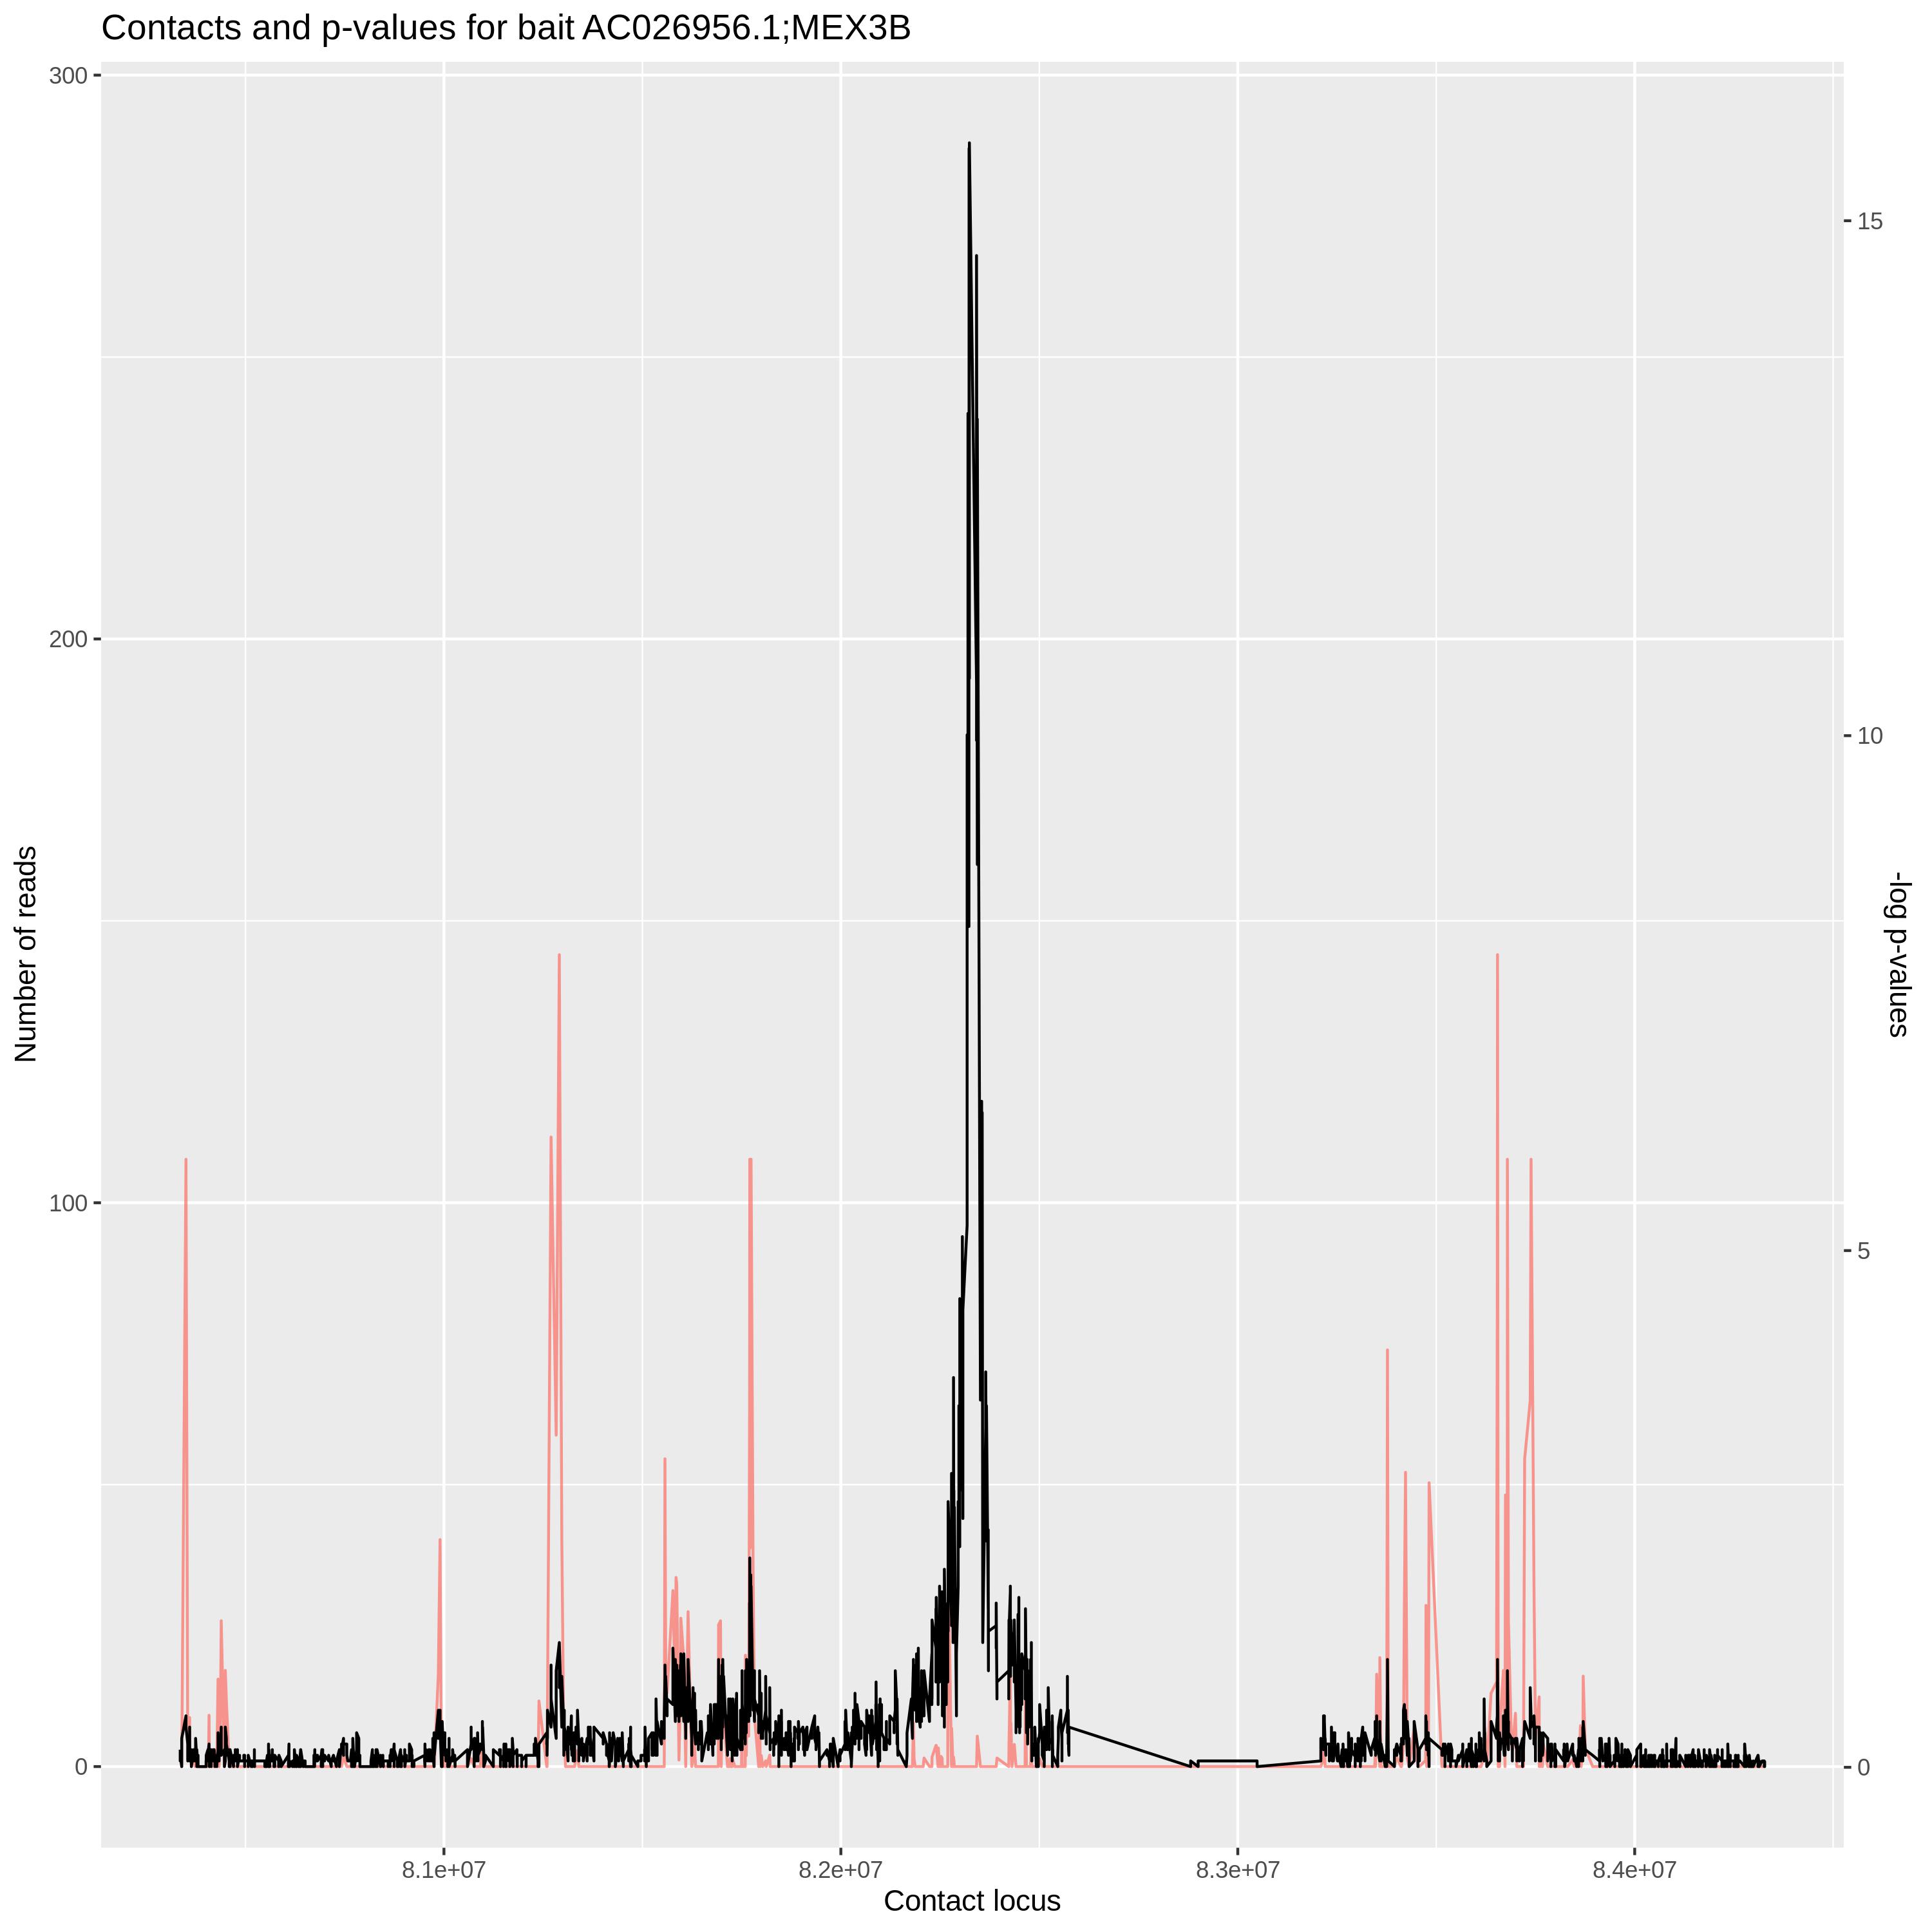 Contacts and p-values for bait AC026956.1;MEX3B
300
200
100
0
15
10
5
0
Number of reads
-log p-values
8.1e+07 8.2e+07 8.3e+07 8.4e+07
Contact locus